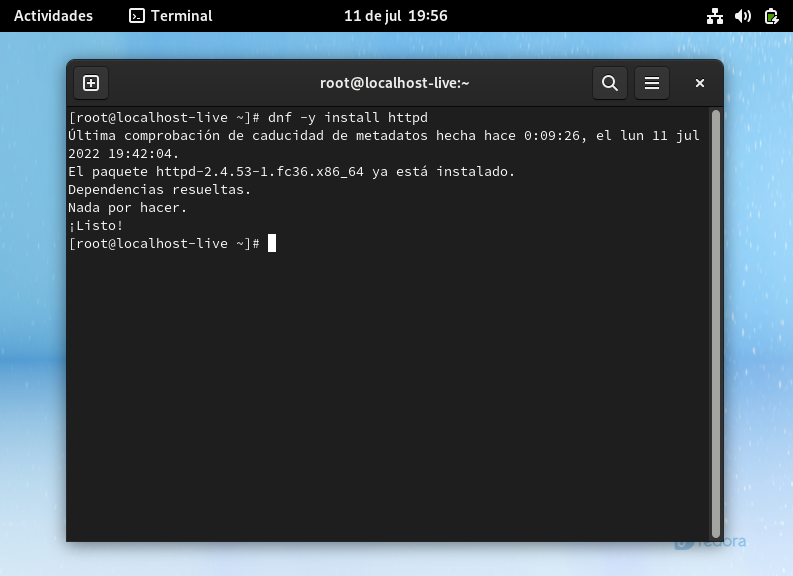 Actividades Terminal 11 de jul 19:56
root@localhost-live:~
[root@localhost-live ~]# dnf -y install httpd
Última comprobación de caducidad de metadatos hecha hace 0:09:26, el lun 11 jul
2022 19:42:04.
El paquete httpd-2.4.53-1.fc36.x86_64 ya está instalado.
Dependencias resueltas.
Nada por hacer.
¡Listo!
[root@localhost-live ~]#
fedora